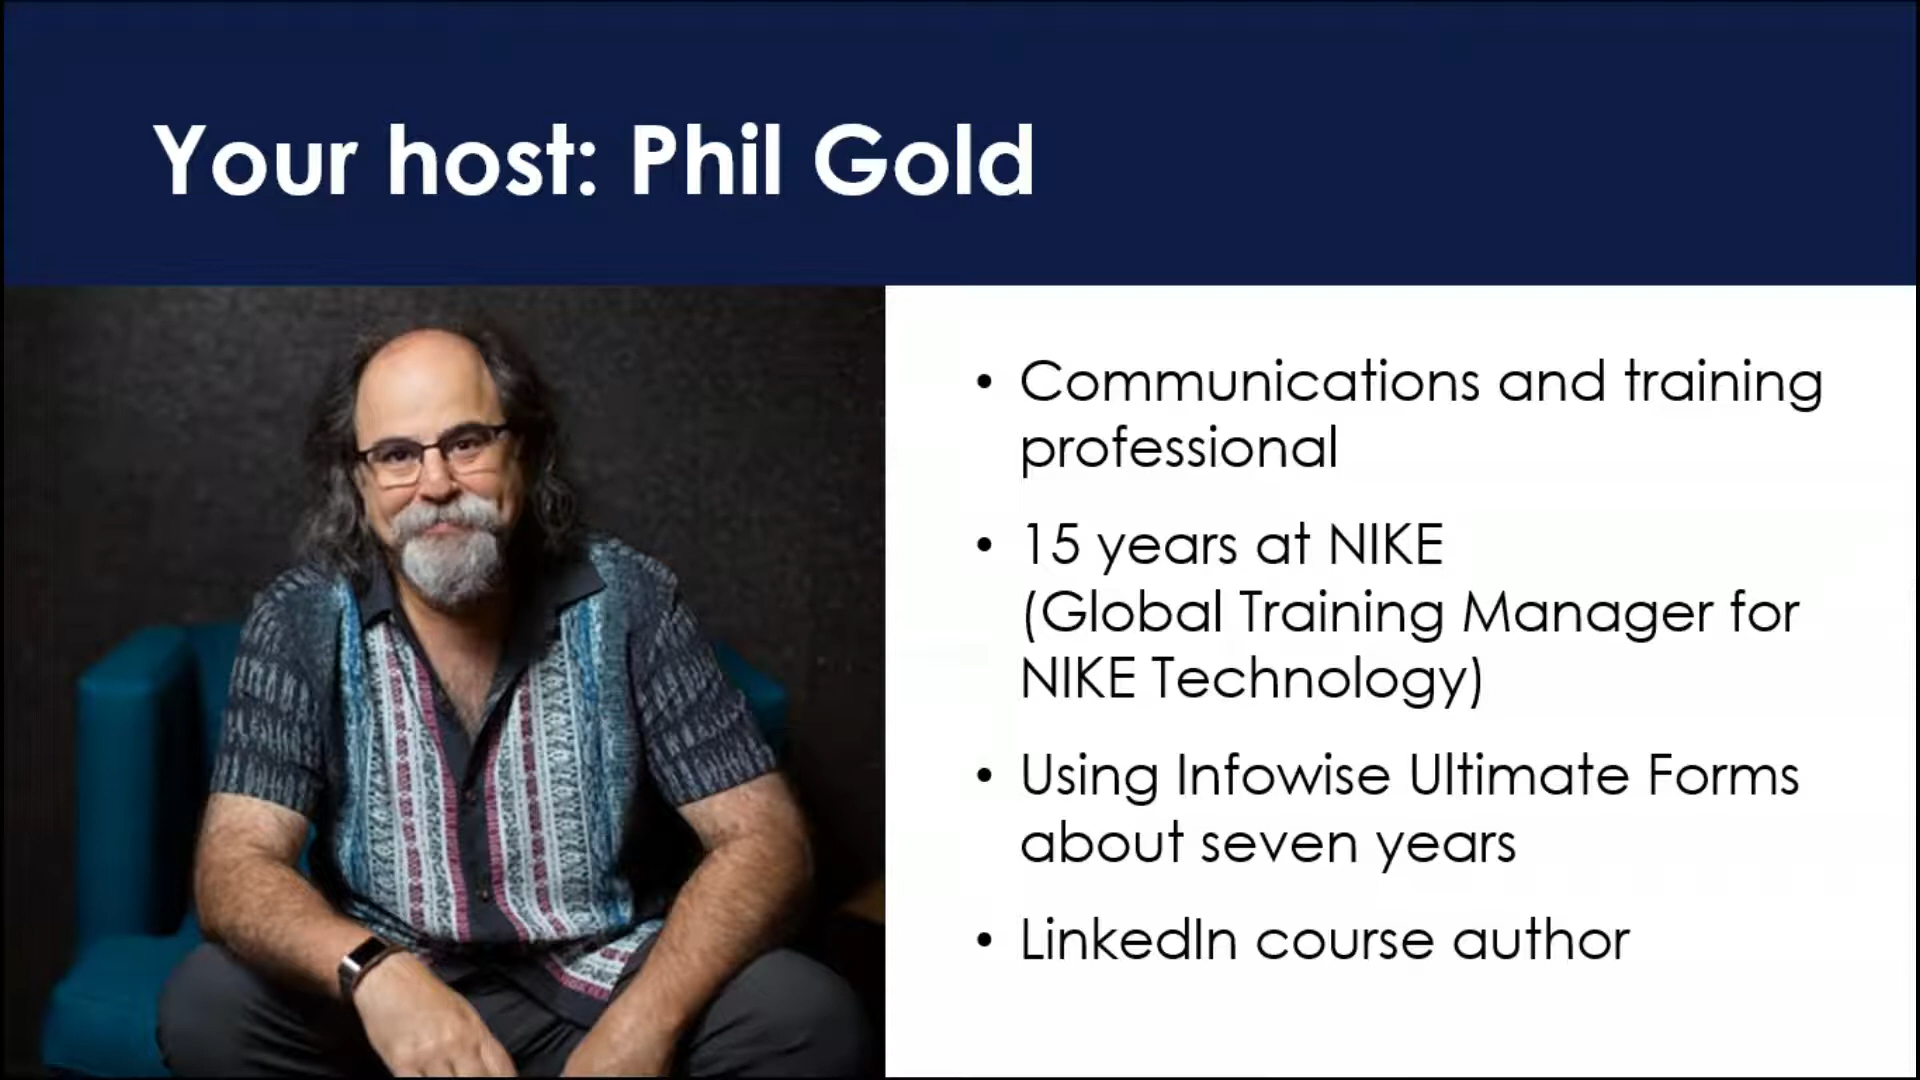 Your host: Phil Gold
• Communications and training
professional
• 15 years at NIKE
(Global Training Manager for
NIKE Technology)
• Using Infowise Ultimate Forms
about seven years
• LinkedIn course author